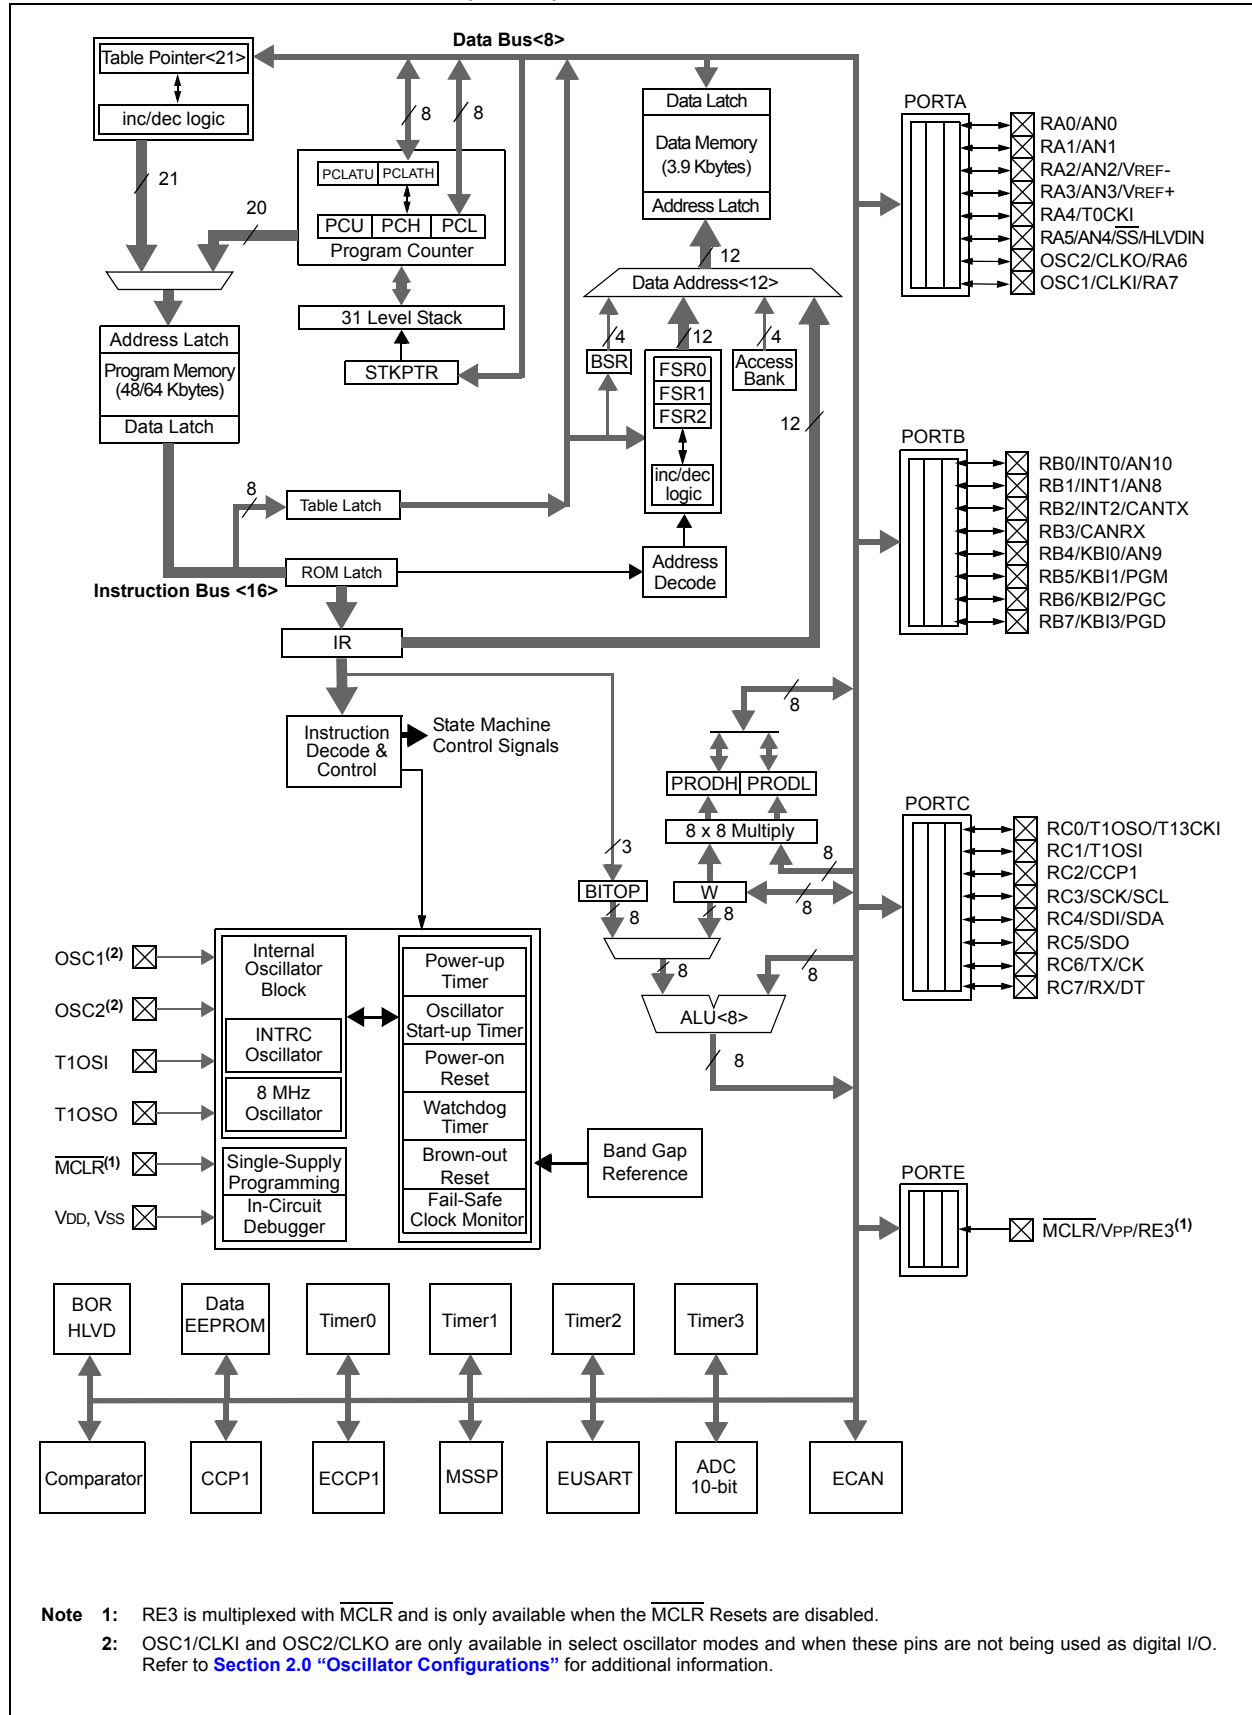 Data Bus<8>
Table Pointer<21>
inc/dec logic
21
20
8
8
PCLATU PCLATH
PCU PCH PCL
Program Counter
31 Level Stack
STKPTR
Data Latch
Data Memory
(3.9 Kbytes)
Address Latch
12
Data Address<12>
4
12
4
BSR
FSR0
FSR1
FSR2
inc/dec
logic
Access
Bank
12
Address
Decode
Address Latch
Program Memory
(48/64 Kbytes)
Data Latch
8
Table Latch
ROM Latch
Instruction Bus <16>
IR
Instruction
Decode &
Control
State Machine
Control Signals
8
PRODH PRODL
8 x 8 Multiply
3
8
BITOP
W
8
8
8
8
8
ALU<8>
8
PORTA
RA0/AN0
RA1/AN1
RA2/AN2/VREF-
RA3/AN3/VREF+
RA4/T0CKI
RA5/AN4/SS/HLVDIN
OSC2/CLKO/RA6
OSC1/CLKI/RA7
PORTB
RB0/INT0/AN10
RB1/INT1/AN8
RB2/INT2/CANTX
RB3/CANRX
RB4/KBI0/AN9
RB5/KBI1/PGM
RB6/KBI2/PGC
RB7/KBI3/PGD
PORTC
RC0/T1OSO/T13CKI
RC1/T1OSI
RC2/CCP1
RC3/SCK/SCL
RC4/SDI/SDA
RC5/SDO
RC6/TX/CK
RC7/RX/DT
PORTE
MCLR/VPP/RE3(1)
OSC1(2)
OSC2(2)
T1OSI
T1OSO
MCLR(1)
VDD, VSS
Internal
Oscillator
Block
INTRC
Oscillator
8 MHz
Oscillator
Single-Supply
Programming
In-Circuit
Debugger
Power-up
Timer
Oscillator
Start-up Timer
Power-on
Reset
Watchdog
Timer
Brown-out
Reset
Fail-Safe
Clock Monitor
Band Gap
Reference
BOR
HLVD
Data
EEPROM
Timer0
Timer1
Timer2
Timer3
Comparator
CCP1
ECCP1
MSSP
EUSART
ADC
10-bit
ECAN
Note 1: RE3 is multiplexed with MCLR and is only available when the MCLR Resets are disabled.
2: OSC1/CLKI and OSC2/CLKO are only available in select oscillator modes and when these pins are not being used as digital I/O.
Refer to Section 2.0 “Oscillator Configurations” for additional information.